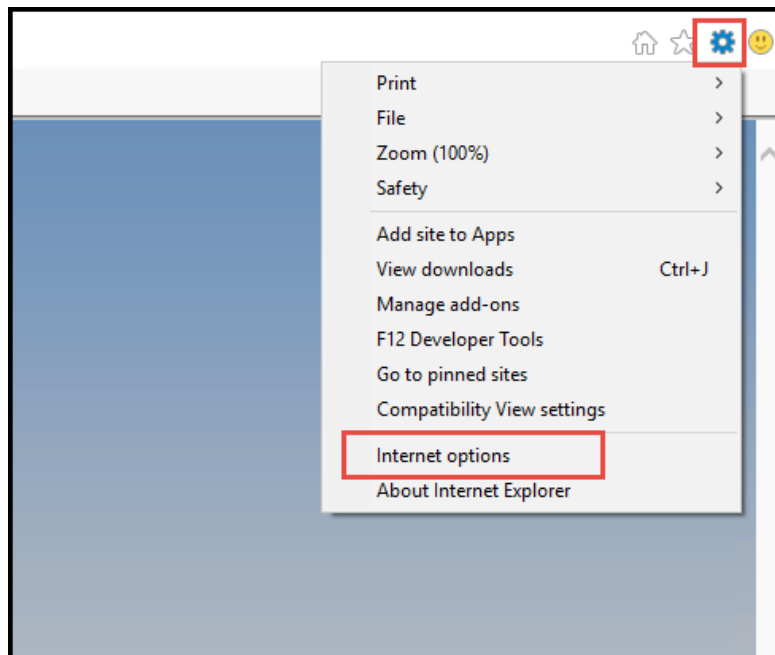 Print
File
Zoom (100%)
Safety
Add site to Apps
View downloads Ctrl+J
Manage add-ons
F12 Developer Tools
Go to pinned sites
Compatibility View settings
Internet options
About Internet Explorer